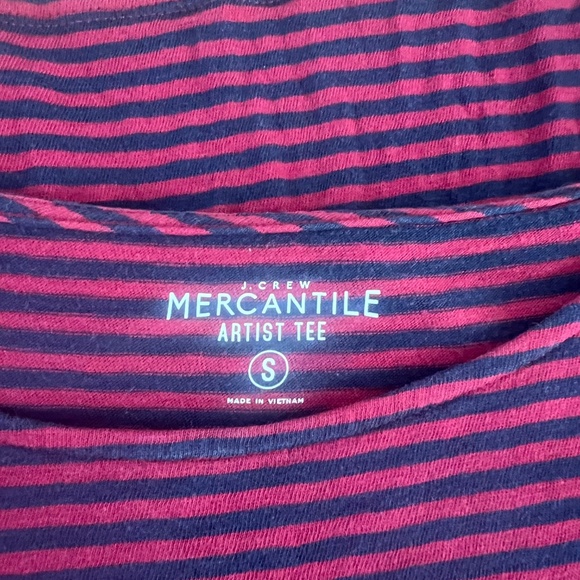 J.CREW
MERCANTILE
ARTIST TEE
S
MADE IN VIETNAM